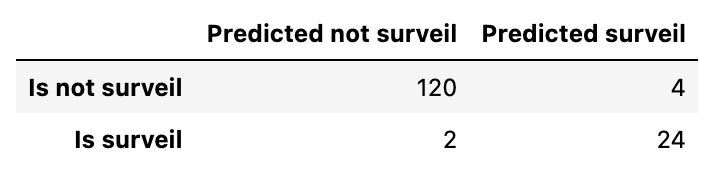 Predicted not surveil Predicted surveil
Is not surveil 120 4
Is surveil 2 24